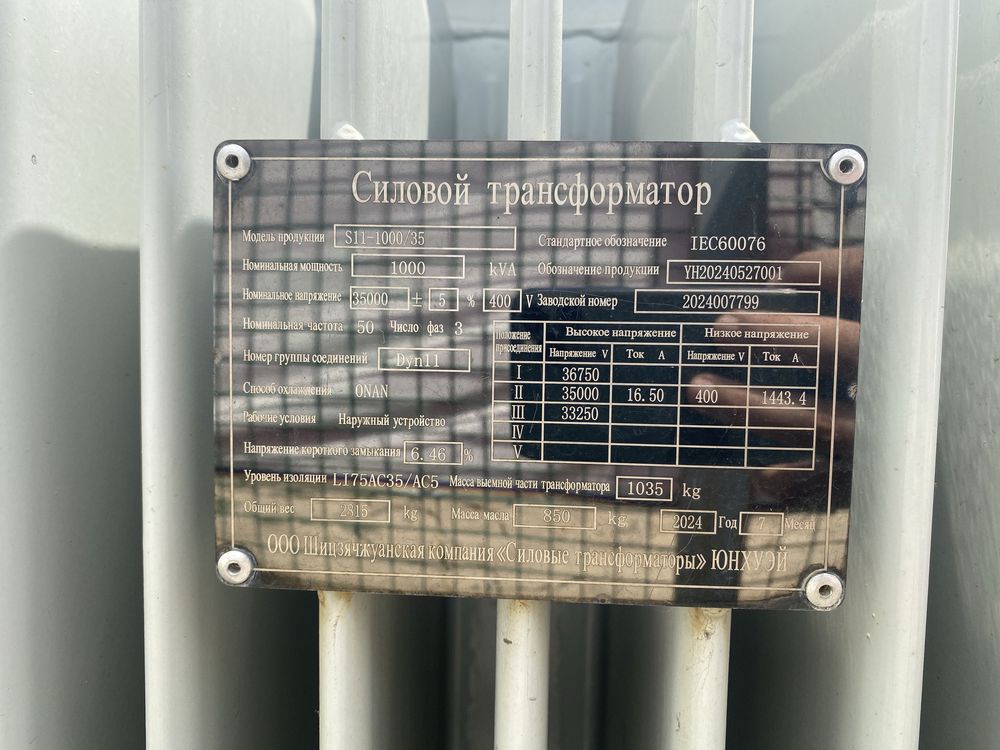 Силовой трансформатор
Модель продукции S11-1000/35 Стандартное обозначение IEC60076
Номинальная мощность 1000 kVA Обозначение продукции YH20240527001
Номинальное напряжение 35000 ± 5 % 400 V Заводской номер 2024007799
Номинальная частота 50 Число фаз 3
Номер группы соединений Dyn11
Способ охлаждения ONAN
Рабочие условия Наружный устройство
Напряжение короткого замыкания 6.46 %
Положение присоединения Высокое напряжение Низкое напряжение
Напряжение V Ток A Напряжение V Ток A
I 36750
II 35000 16.50 400 1443.4
III 33250
IV
V
Уровень изоляции LI75AC35/AC5 Масса выемной части трансформатора 1035 kg
Общий вес 2815 kg Масса масла 850 kg 2024 Год 7 Месяц
ООО Шицзячжуанская компания «Силовые трансформаторы» ЮНХУЭЙ